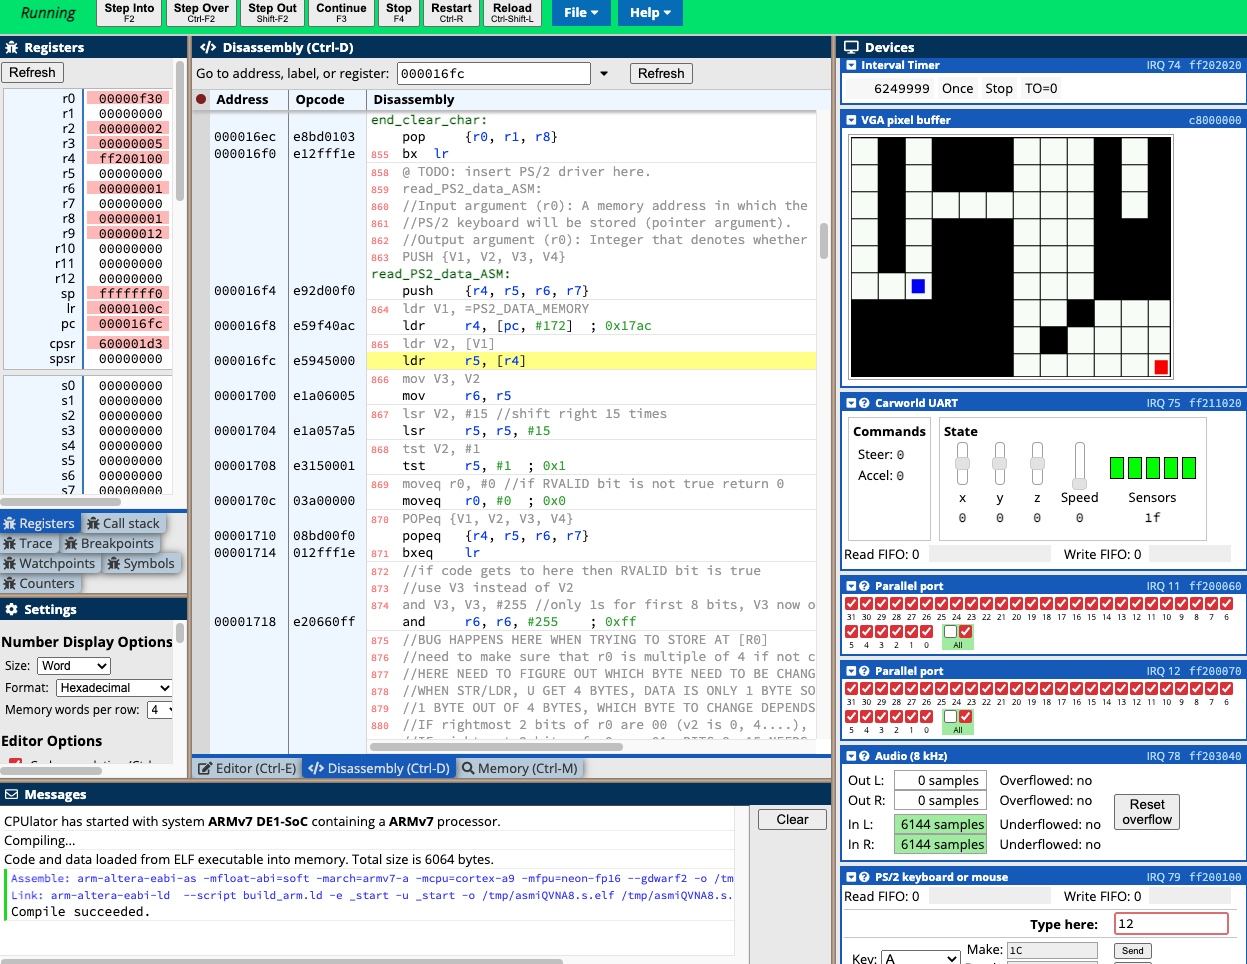 Running
Step Into
F2
Step Over
Ctrl-F2
Step Out
Shift-F2
Continue
F3
Stop
F4
Restart
Ctrl-R
Reload
Ctrl-Shift-L
File
Help
Registers
Refresh
r0 00000f30
r1 00000000
r2 00000002
r3 00000005
r4 ff200100
r5 00000000
r6 00000001
r7 00000000
r8 00000001
r9 00000012
r10 00000000
r11 00000000
r12 00000000
sp fffffff0
lr 0000100c
pc 000016fc
cpsr 600001d3
spsr 00000000
s0 00000000
s1 00000000
s2 00000000
s3 00000000
s4 00000000
s5 00000000
s6 00000000
s7 00000000
Registers Call stack
Trace Breakpoints
Watchpoints Symbols
Counters
Settings
Number Display Options
Size: Word
Format: Hexadecimal
Memory words per row: 4
Editor Options
Disassembly (Ctrl-D)
Go to address, label, or register: 000016fc Refresh
Address Opcode Disassembly
end_clear_char:
000016ec e8bd0103 pop {r0, r1, r8}
000016f0 e12fff1e 855 bx lr
858 @ TODO: insert PS/2 driver here.
859 read_PS2_data_ASM:
860 //Input argument (r0): A memory address in which the
861 //PS/2 keyboard will be stored (pointer argument).
862 //Output argument (r0): Integer that denotes whether
863 PUSH {V1, V2, V3, V4}
read_PS2_data_ASM:
000016f4 e92d00f0 push {r4, r5, r6, r7}
864 ldr V1, =PS2_DATA_MEMORY
000016f8 e59f40ac ldr r4, [pc, #172] ; 0x17ac
865 ldr V2, [V1]
000016fc e5945000 ldr r5, [r4]
866 mov V3, V2
00001700 e1a06005 mov r6, r5
867 lsr V2, #15 //shift right 15 times
00001704 e1a057a5 lsr r5, r5, #15
868 tst V2, #1
00001708 e3150001 tst r5, #1 ; 0x1
869 moveq r0, #0 //if RVALID bit is not true return 0
0000170c 03a00000 moveq r0, #0 ; 0x0
870 POPeq {V1, V2, V3, V4}
00001710 08bd00f0 popeq {r4, r5, r6, r7}
00001714 012fff1e 871 bxeq lr
872 //if code gets to here then RVALID bit is true
873 //use V3 instead of V2
874 and V3, V3, #255 //only 1s for first 8 bits, V3 now o
00001718 e20660ff and r6, r6, #255 ; 0xff
875 //BUG HAPPENS HERE WHEN TRYING TO STORE AT [R0]
876 //need to make sure that r0 is multiple of 4 if not c
877 //HERE NEED TO FIGURE OUT WHICH BYTE NEED TO BE CHANG
878 //WHEN STR/LDR, U GET 4 BYTES, DATA IS ONLY 1 BYTE SO
879 //1 BYTE OUT OF 4 BYTES, WHICH BYTE TO CHANGE DEPENDS
880 //IF rightmost 2 bits of r0 are 00 (v2 is 0, 4....),
Editor (Ctrl-E) Disassembly (Ctrl-D) Memory (Ctrl-M)
Messages
CPUlator has started with system ARMv7 DE1-SoC containing a ARMv7 processor.
Compiling...
Code and data loaded from ELF executable into memory. Total size is 6064 bytes.
Assemble: arm-altera-eabi-as -mfloat-abi=soft -march=armv7-a -mcpu=cortex-a9 -mfpu=neon-fp16 --gdwarf2 -o /tm
Link: arm-altera-eabi-ld --script build_arm.ld -e _start -u _start -o /tmp/asmiQVNA8.s.elf /tmp/asmiQVNA8.s.
Compile succeeded.
Clear
Devices
Interval Timer IRQ 74 ff202020
6249999 Once Stop TO=0
VGA pixel buffer c8000000
Carworld UART IRQ 75 ff211020
Commands
Steer: 0
Accel: 0
State
x y z Speed Sensors
0 0 0 0 1f
Read FIFO: 0 Write FIFO: 0
Parallel port IRQ 11 ff200060
31 30 29 28 27 26 25 24 23 22 21 20 19 18 17 16 15 14 13 12 11 10 9 8 7 6
5 4 3 2 1 0 All
Parallel port IRQ 12 ff200070
31 30 29 28 27 26 25 24 23 22 21 20 19 18 17 16 15 14 13 12 11 10 9 8 7 6
5 4 3 2 1 0 All
Audio (8 kHz) IRQ 78 ff203040
Out L: 0 samples Overflowed: no
Out R: 0 samples Overflowed: no
In L: 6144 samples Underflowed: no
In R: 6144 samples Underflowed: no
Reset
overflow
PS/2 keyboard or mouse IRQ 79 ff200100
Read FIFO: 0 Write FIFO: 0
Type here: 12
Key: A Make: 1C Send